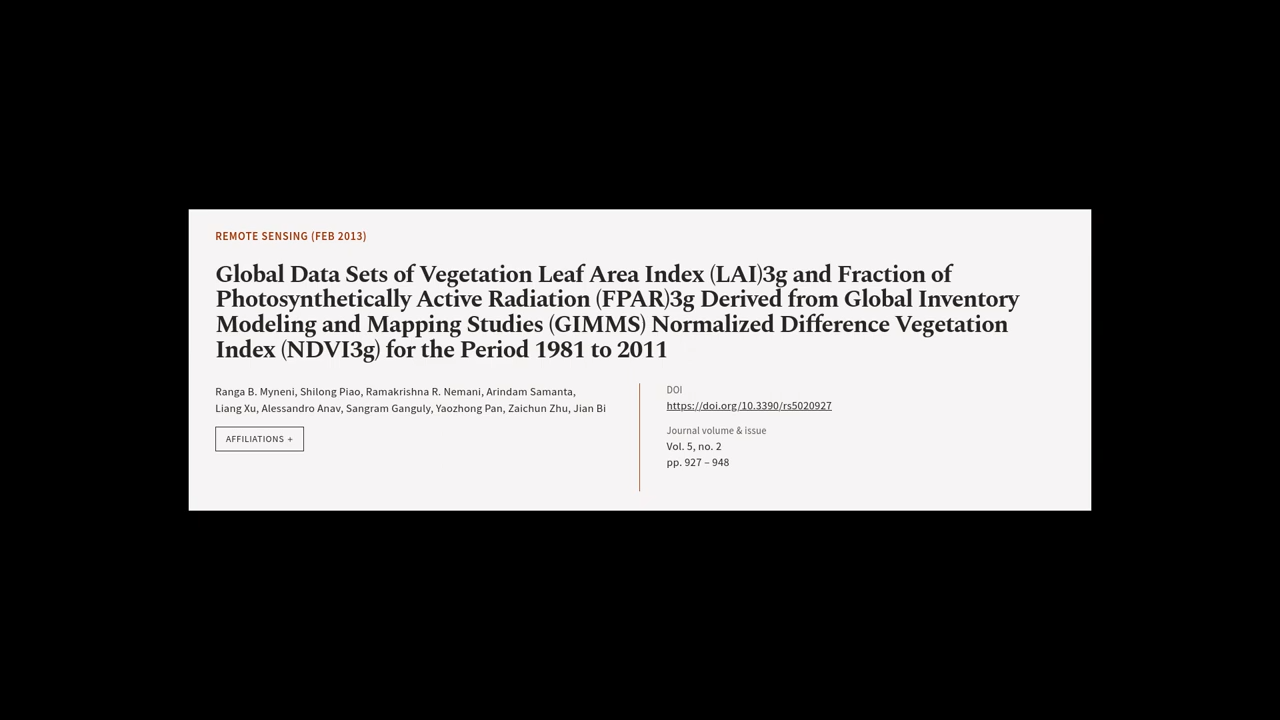 REMOTE SENSING (FEB 2013)
Global Data Sets of Vegetation Leaf Area Index (LAI)3g and Fraction of
Photosynthetically Active Radiation (FPAR)3g Derived from Global Inventory
Modeling and Mapping Studies (GIMMS) Normalized Difference Vegetation
Index (NDVI3g) for the Period 1981 to 2011
Ranga B. Myneni, Shilong Piao, Ramakrishna R. Nemani, Arindam Samanta,
Liang Xu, Alessandro Anav, Sangram Ganguly, Yaozhong Pan, Zaichun Zhu, Jian Bi
AFFILIATIONS +
DOI
https://doi.org/10.3390/rs5020927
Journal volume & issue
Vol. 5, no. 2
pp. 927 – 948